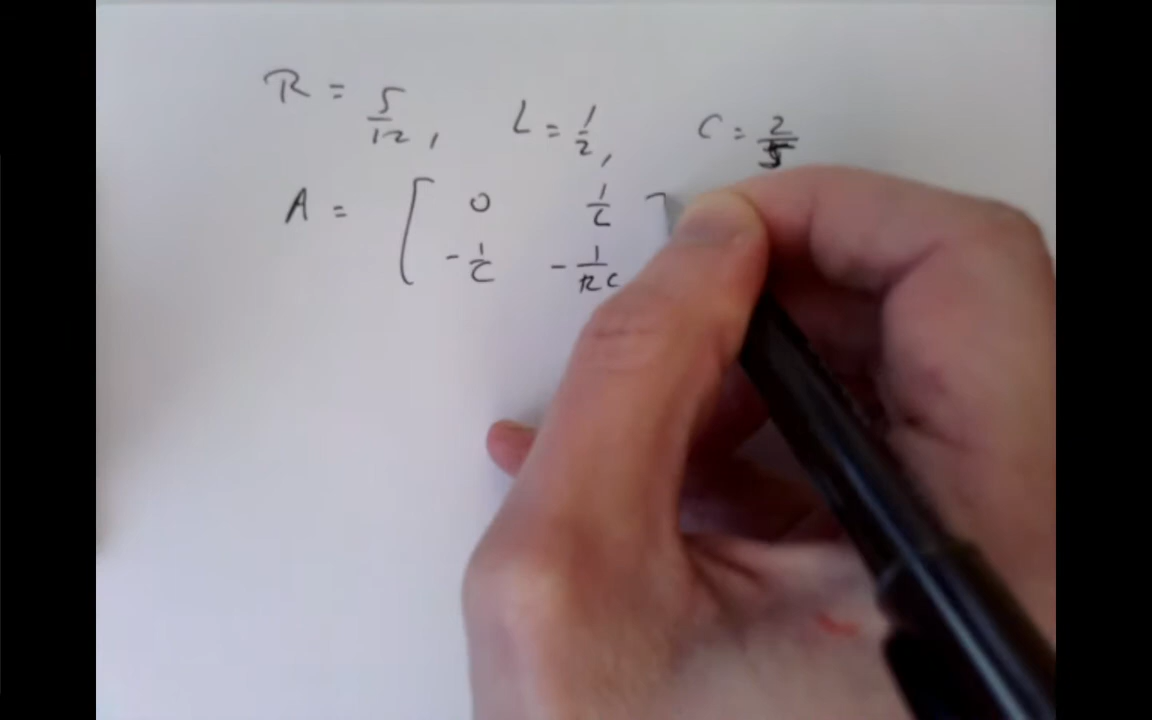 R = 5/12, L = 1/2, C = 2/5
A = [ 0 1/L ]
-1/C -1/RC